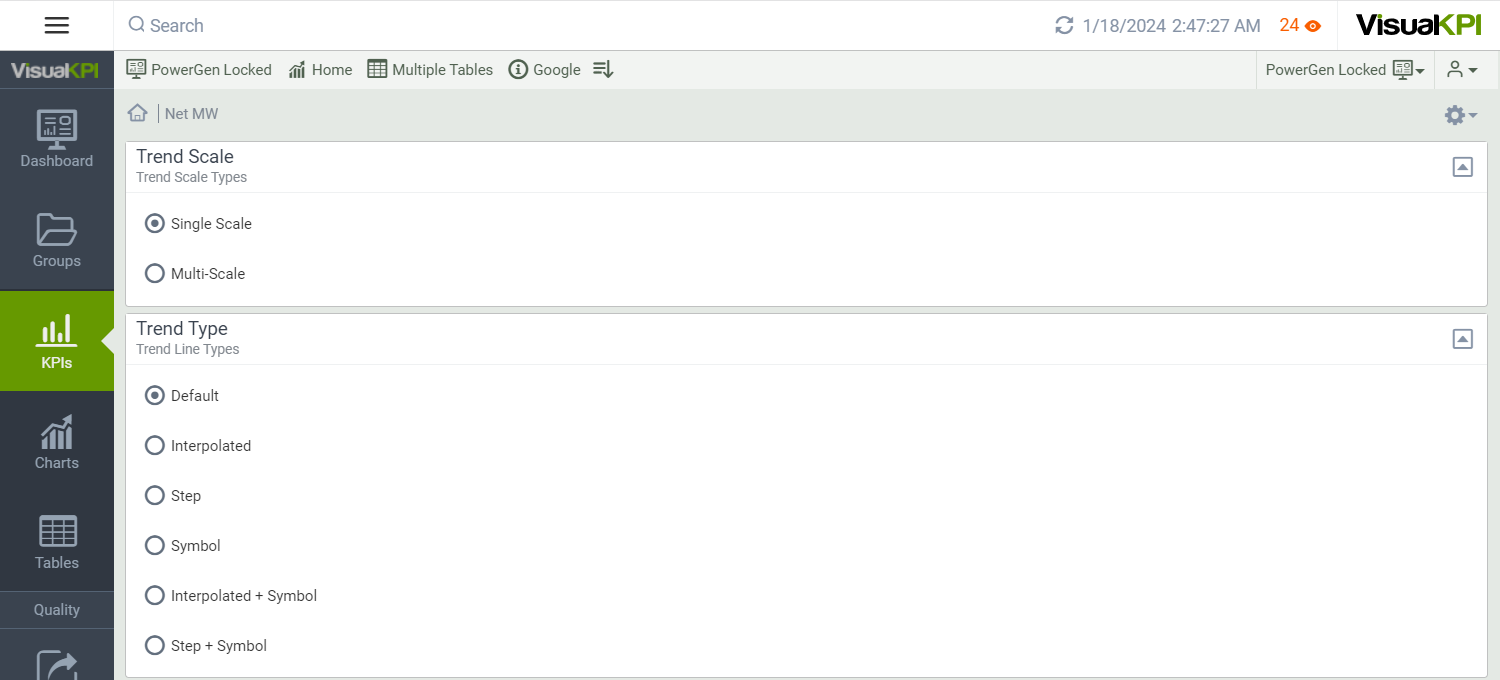 Search
1/18/2024 2:47:27 AM
24
VisualKPI
VisualKPI
PowerGen Locked
Home
Multiple Tables
Google
PowerGen Locked
Net MW
Dashboard
Groups
KPIs
Charts
Tables
Quality
Trend Scale
Trend Scale Types
Single Scale
Multi-Scale
Trend Type
Trend Line Types
Default
Interpolated
Step
Symbol
Interpolated + Symbol
Step + Symbol